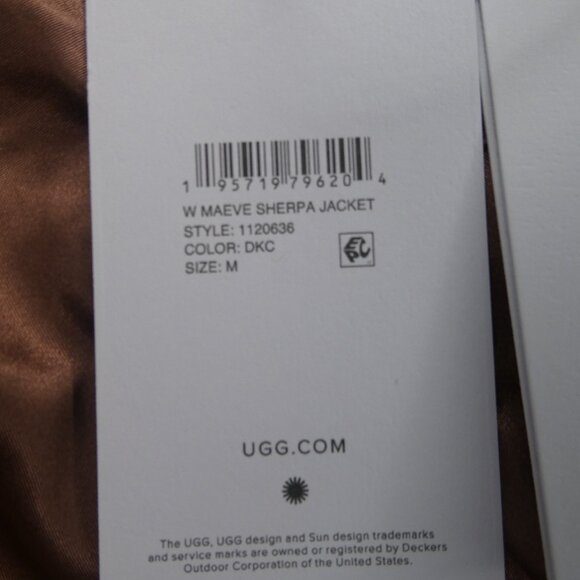 1 95719 79620 4
W MAEVE SHERPA JACKET
STYLE: 1120636
COLOR: DKC
SIZE: M
EPC
UGG.COM
The UGG, UGG design and Sun design trademarks
and service marks are owned or registered by Deckers
Outdoor Corporation of the United States.